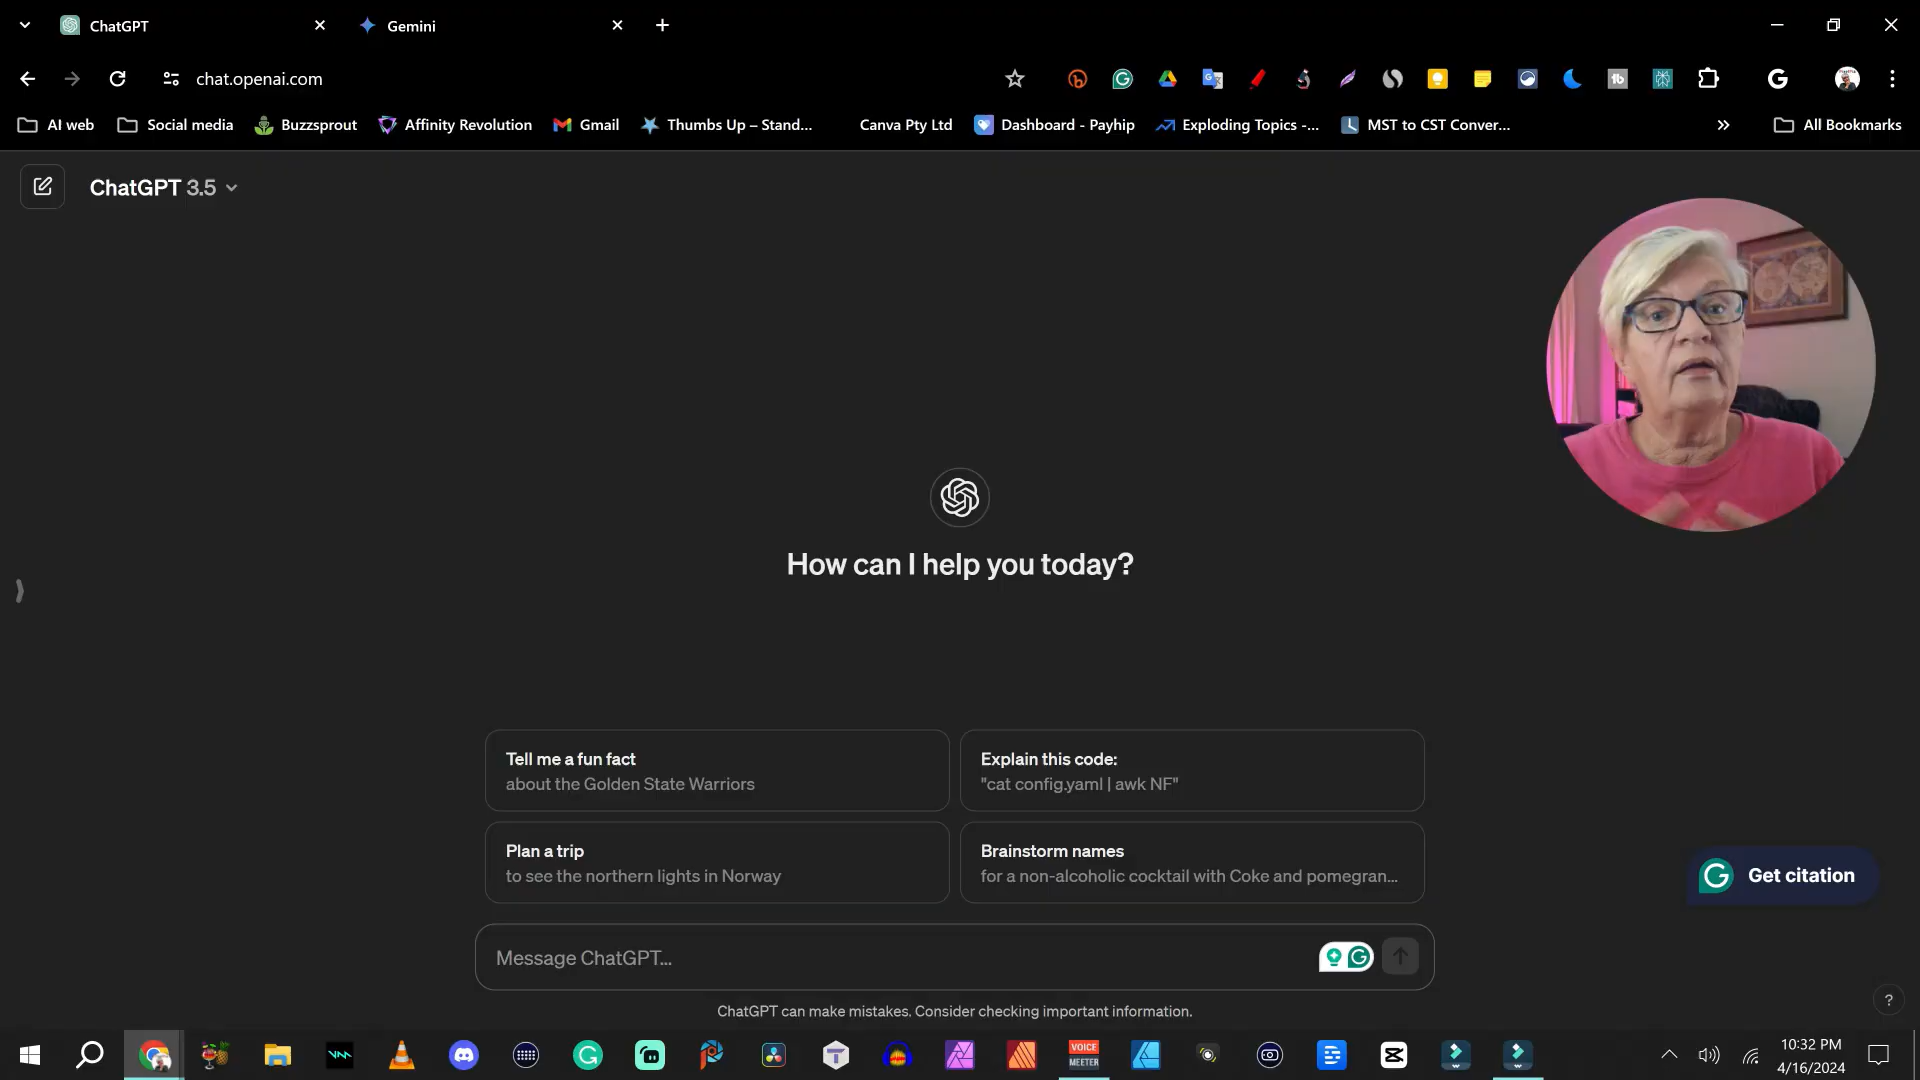 ChatGPT
Gemini
chat.openai.com
AI web
Social media
Buzzsprout
Affinity Revolution
Gmail
Thumbs Up – Stand...
Canva Pty Ltd
Dashboard - Payhip
Exploding Topics -...
MST to CST Conver...
All Bookmarks
ChatGPT 3.5
How can I help you today?
Tell me a fun fact
about the Golden State Warriors
Explain this code:
"cat config.yaml | awk NF"
Plan a trip
to see the northern lights in Norway
Brainstorm names
for a non-alcoholic cocktail with Coke and pomegran...
Get citation
Message ChatGPT...
ChatGPT can make mistakes. Consider checking important information.
?
VOICE
MEETER
10:32 PM
4/16/2024